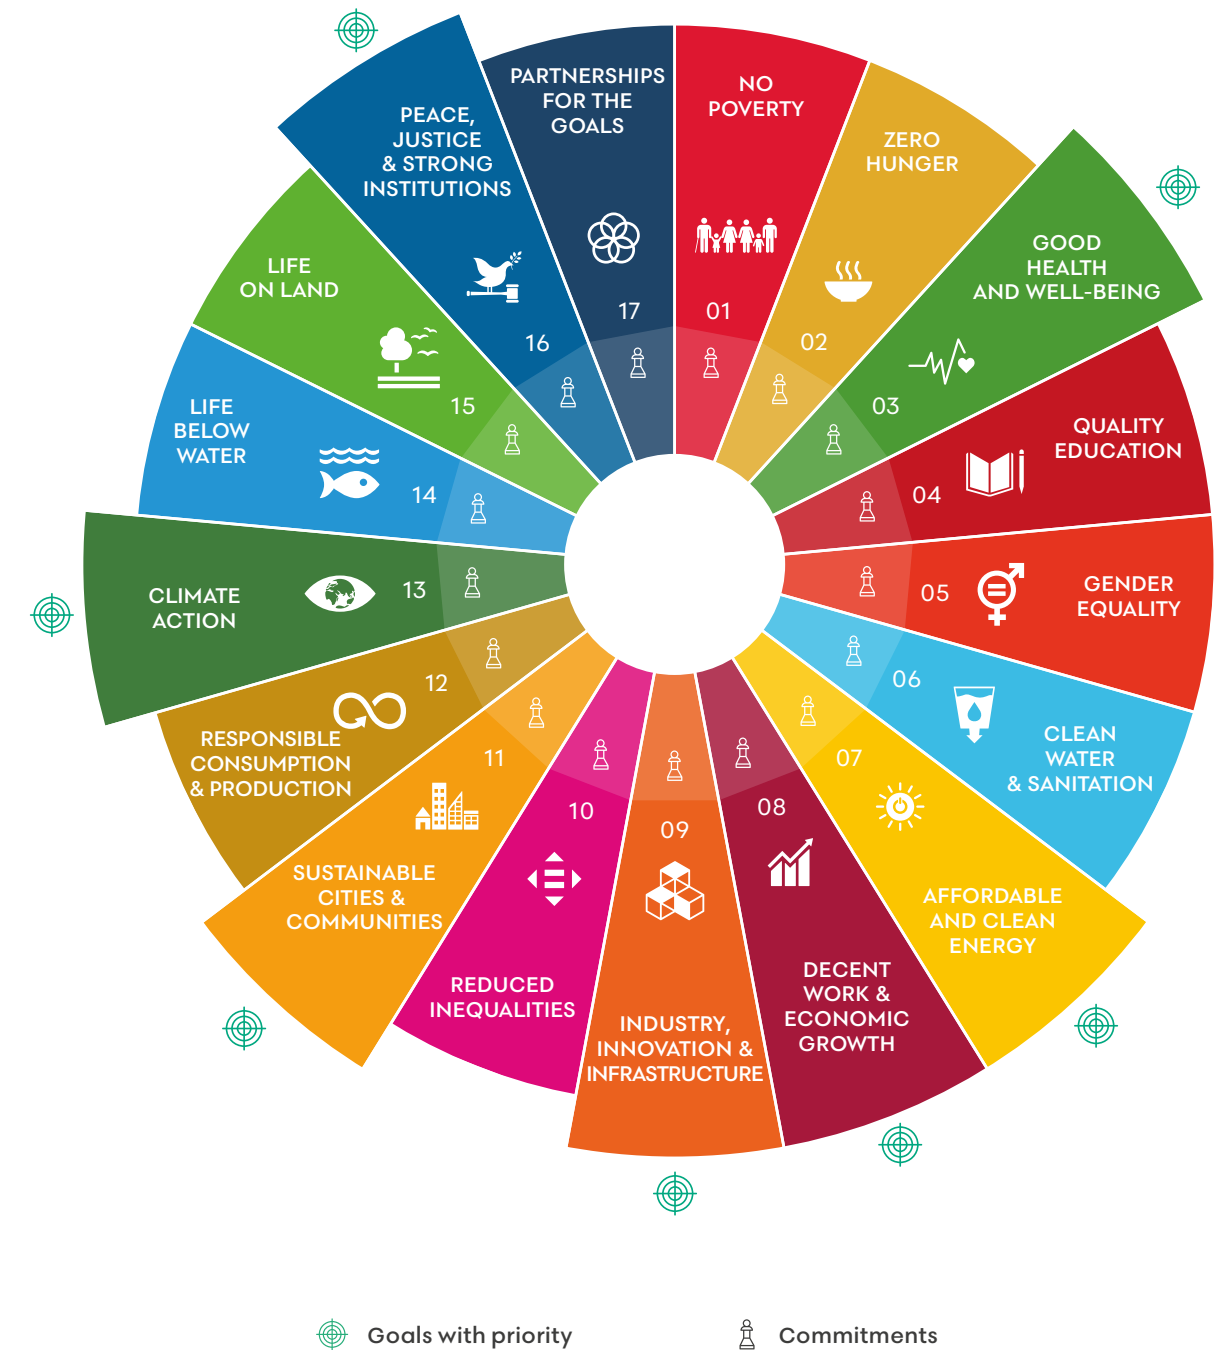 NO
POVERTY
01
ZERO
HUNGER
02
GOOD
HEALTH
AND WELL-BEING
03
QUALITY
EDUCATION
04
GENDER
EQUALITY
05
CLEAN
WATER
& SANITATION
06
AFFORDABLE
AND CLEAN
ENERGY
07
DECENT
WORK &
ECONOMIC
GROWTH
08
INDUSTRY,
INNOVATION &
INFRASTRUCTURE
09
REDUCED
INEQUALITIES
10
SUSTAINABLE
CITIES &
COMMUNITIES
11
RESPONSIBLE
CONSUMPTION
& PRODUCTION
12
CLIMATE
ACTION
13
LIFE
BELOW
WATER
14
LIFE
ON LAND
15
PEACE,
JUSTICE
& STRONG
INSTITUTIONS
16
PARTNERSHIPS
FOR THE
GOALS
17
Goals with priority
Commitments